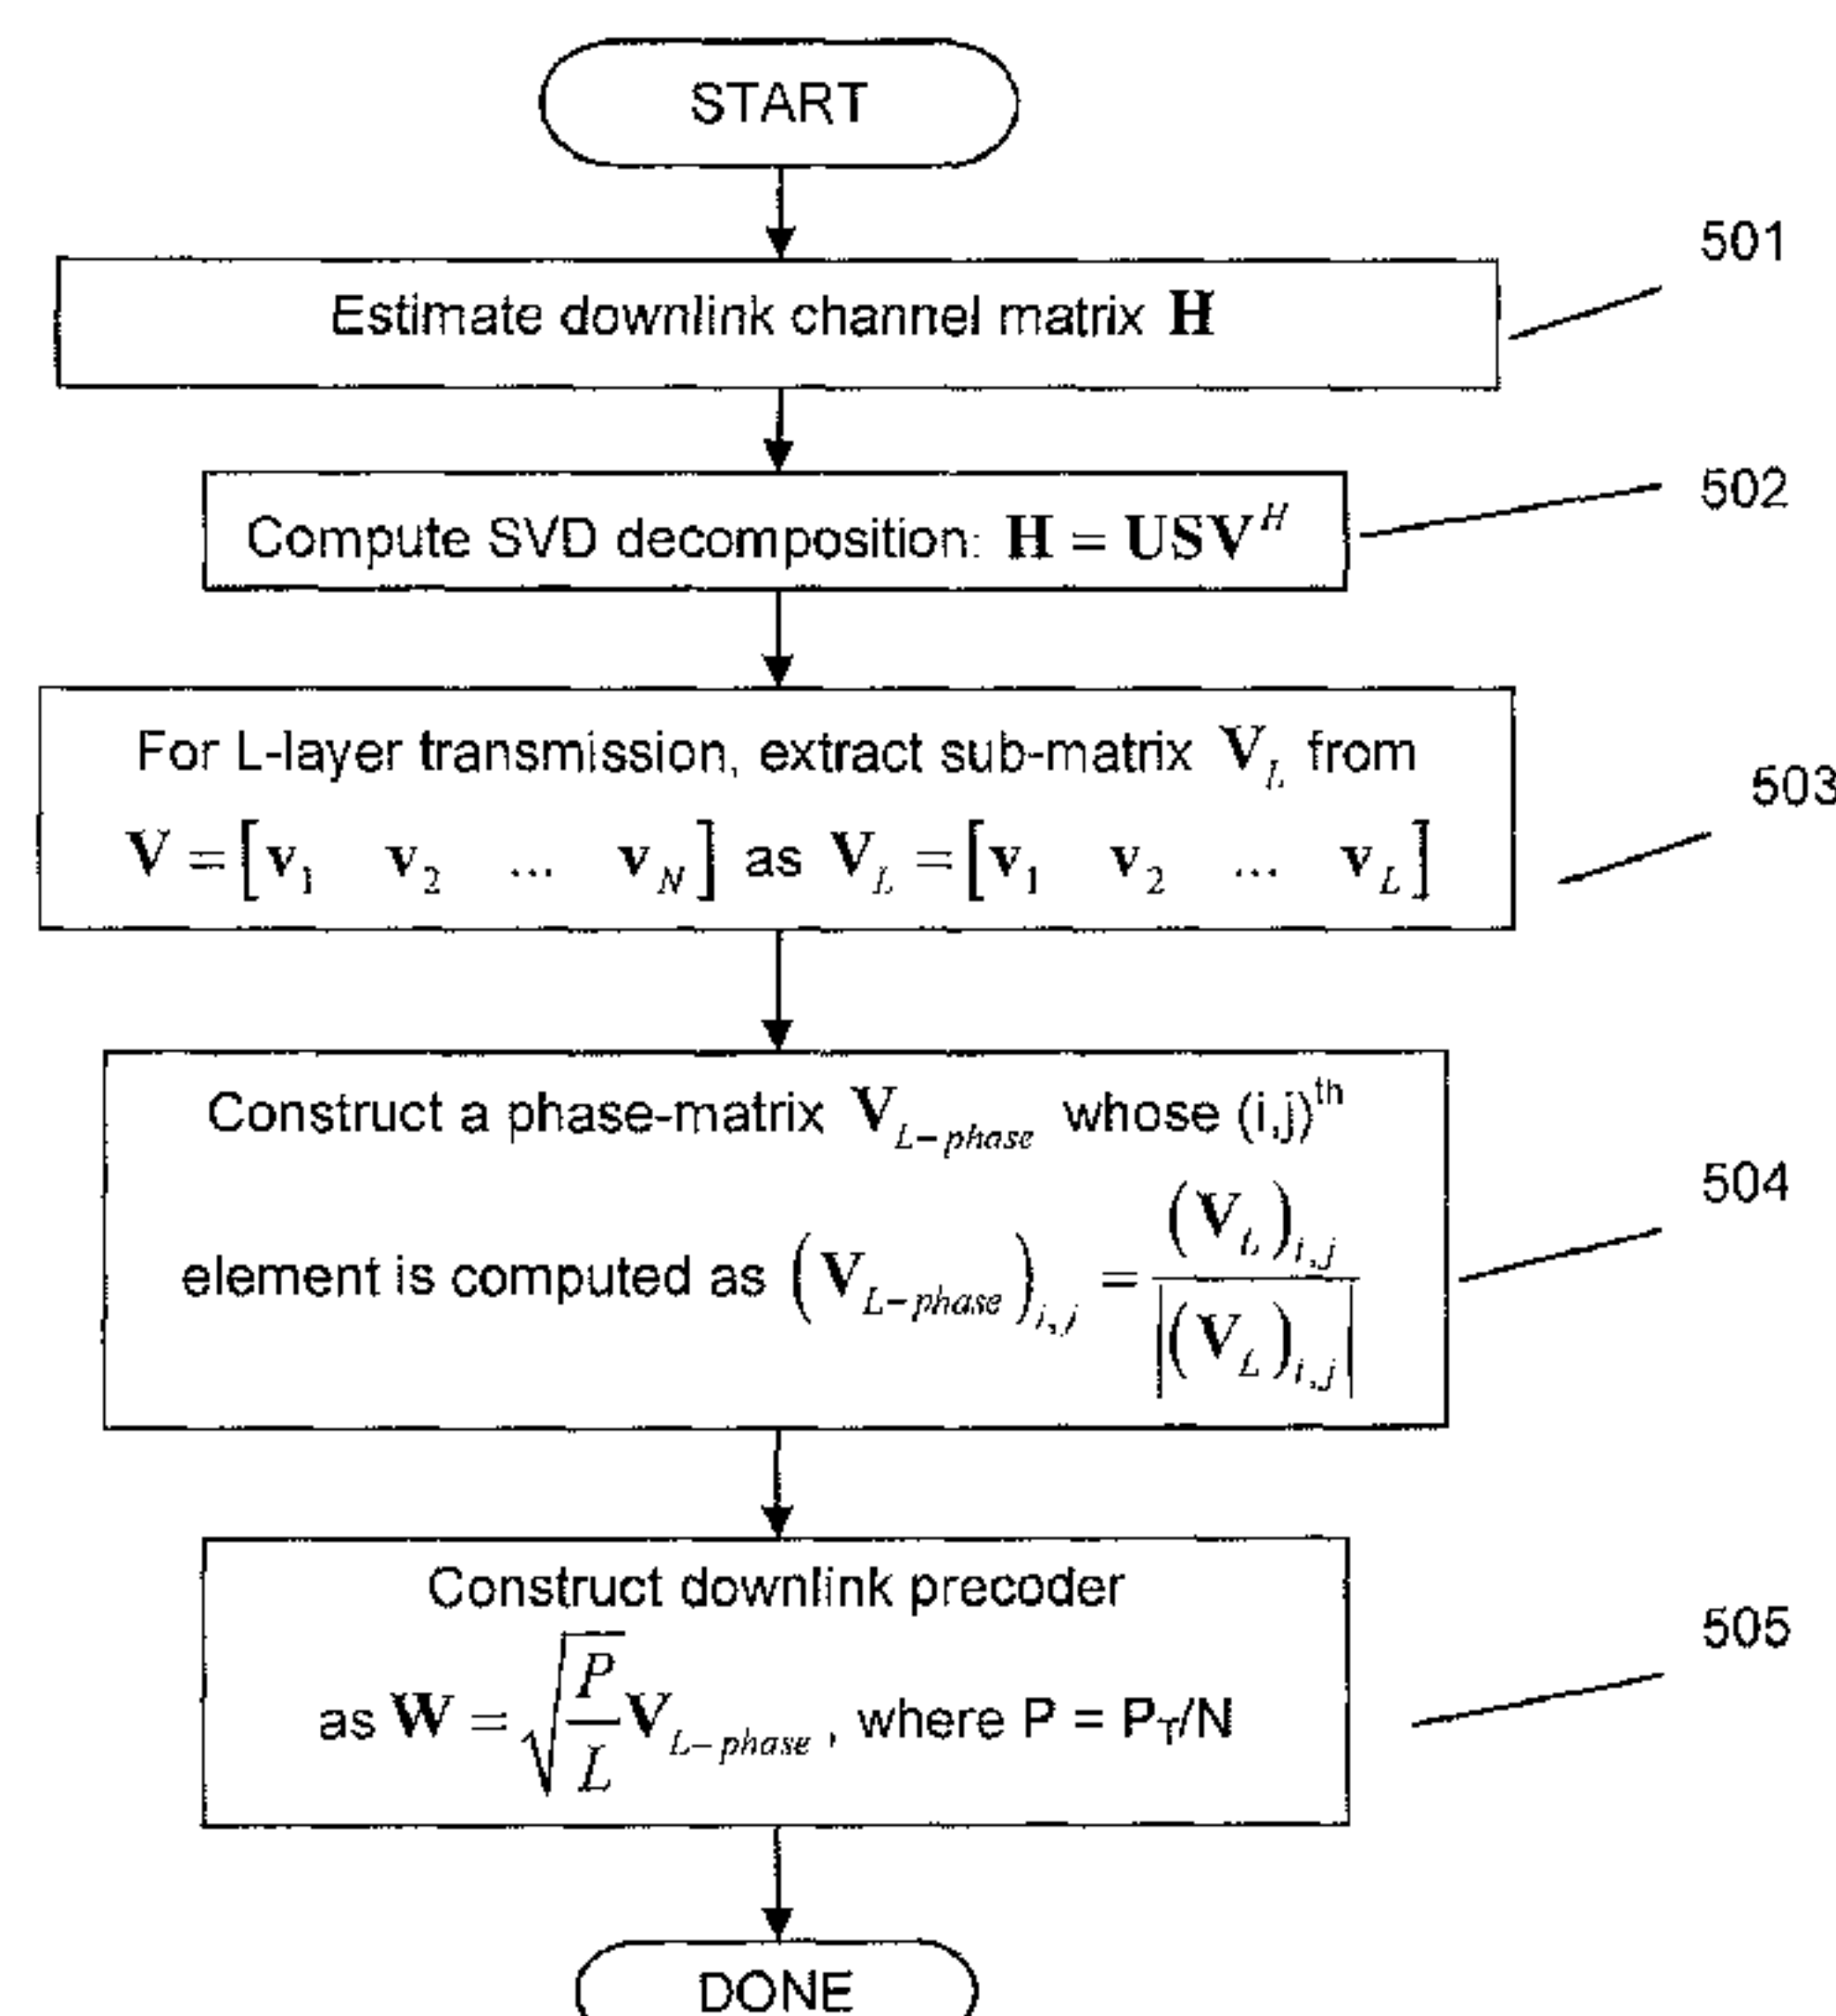 START
501
Estimate downlink channel matrix H
502
Compute SVD decomposition: H = USV^H
For L-layer transmission, extract sub-matrix V_L from
503
V = [v_1 v_2 ... v_N] as V_L = [v_1 v_2 ... v_L]
Construct a phase-matrix V_{L-phase} whose (i,j)^th
504
element is computed as (V_{L-phase})_{i,j} = (V_L)_{i,j} / |(V_L)_{i,j}|
Construct downlink precoder
505
as W = √(P/L) V_{L-phase}, where P = P_T/N
DONE